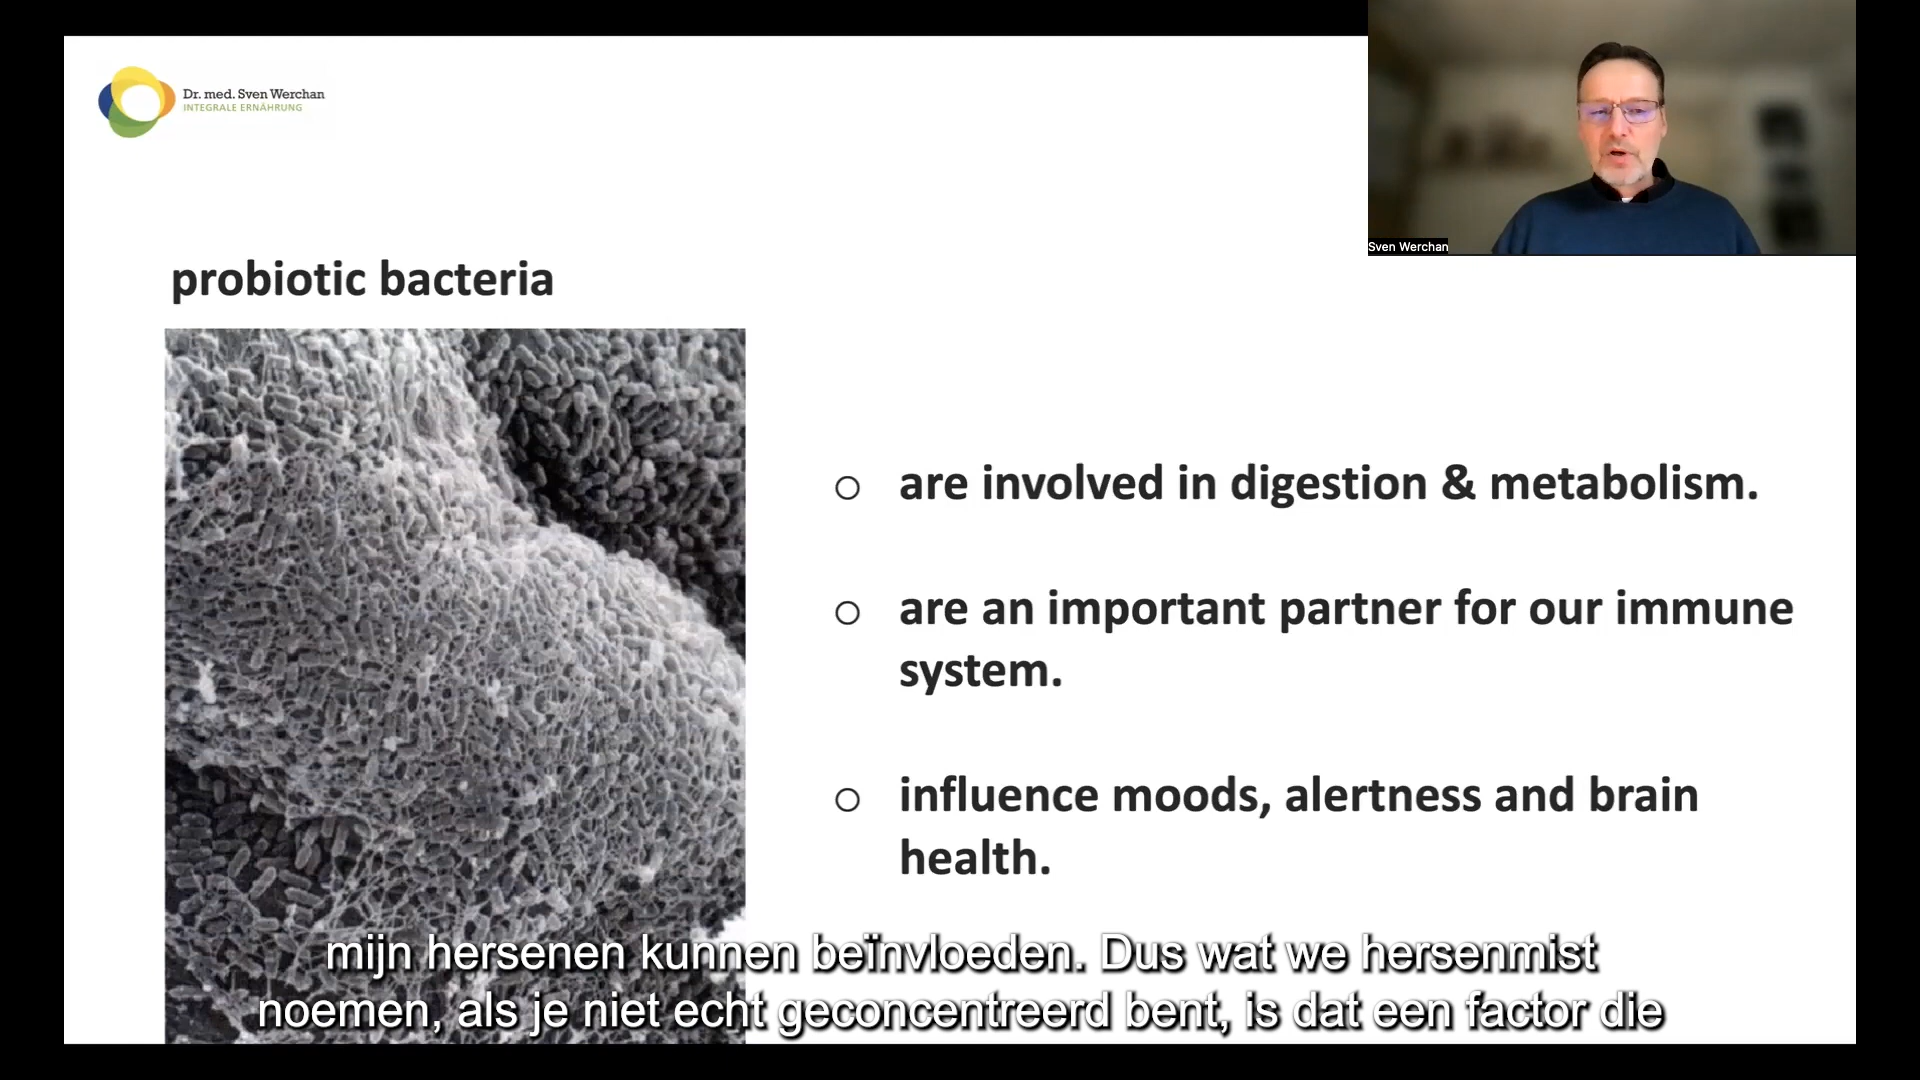 Dr. med. Sven Werchan
INTEGRALE ERNÄHRUNG
Sven Werchan
probiotic bacteria
○ are involved in digestion & metabolism.
○ are an important partner for our immune
system.
○ influence moods, alertness and brain
health.
mijn hersenen kunnen beïnvloeden. Dus wat we hersenmist
noemen, als je niet echt geconcentreerd bent, is dat een factor die